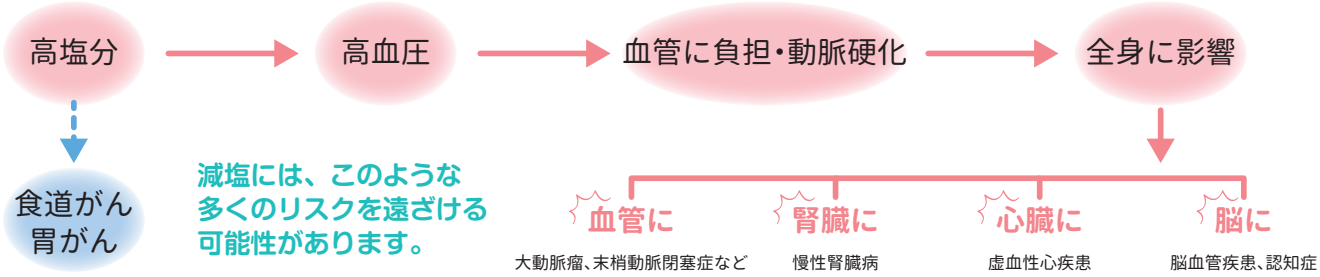 高塩分
高血圧
血管に負担・動脈硬化
全身に影響
食道がん
胃がん
減塩には、このような
多くのリスクを遠ざける
可能性があります。
血管に
大動脈瘤、末梢動脈閉塞症など
腎臓に
慢性腎臓病
心臓に
虚血性心疾患
脳に
脳血管疾患、認知症